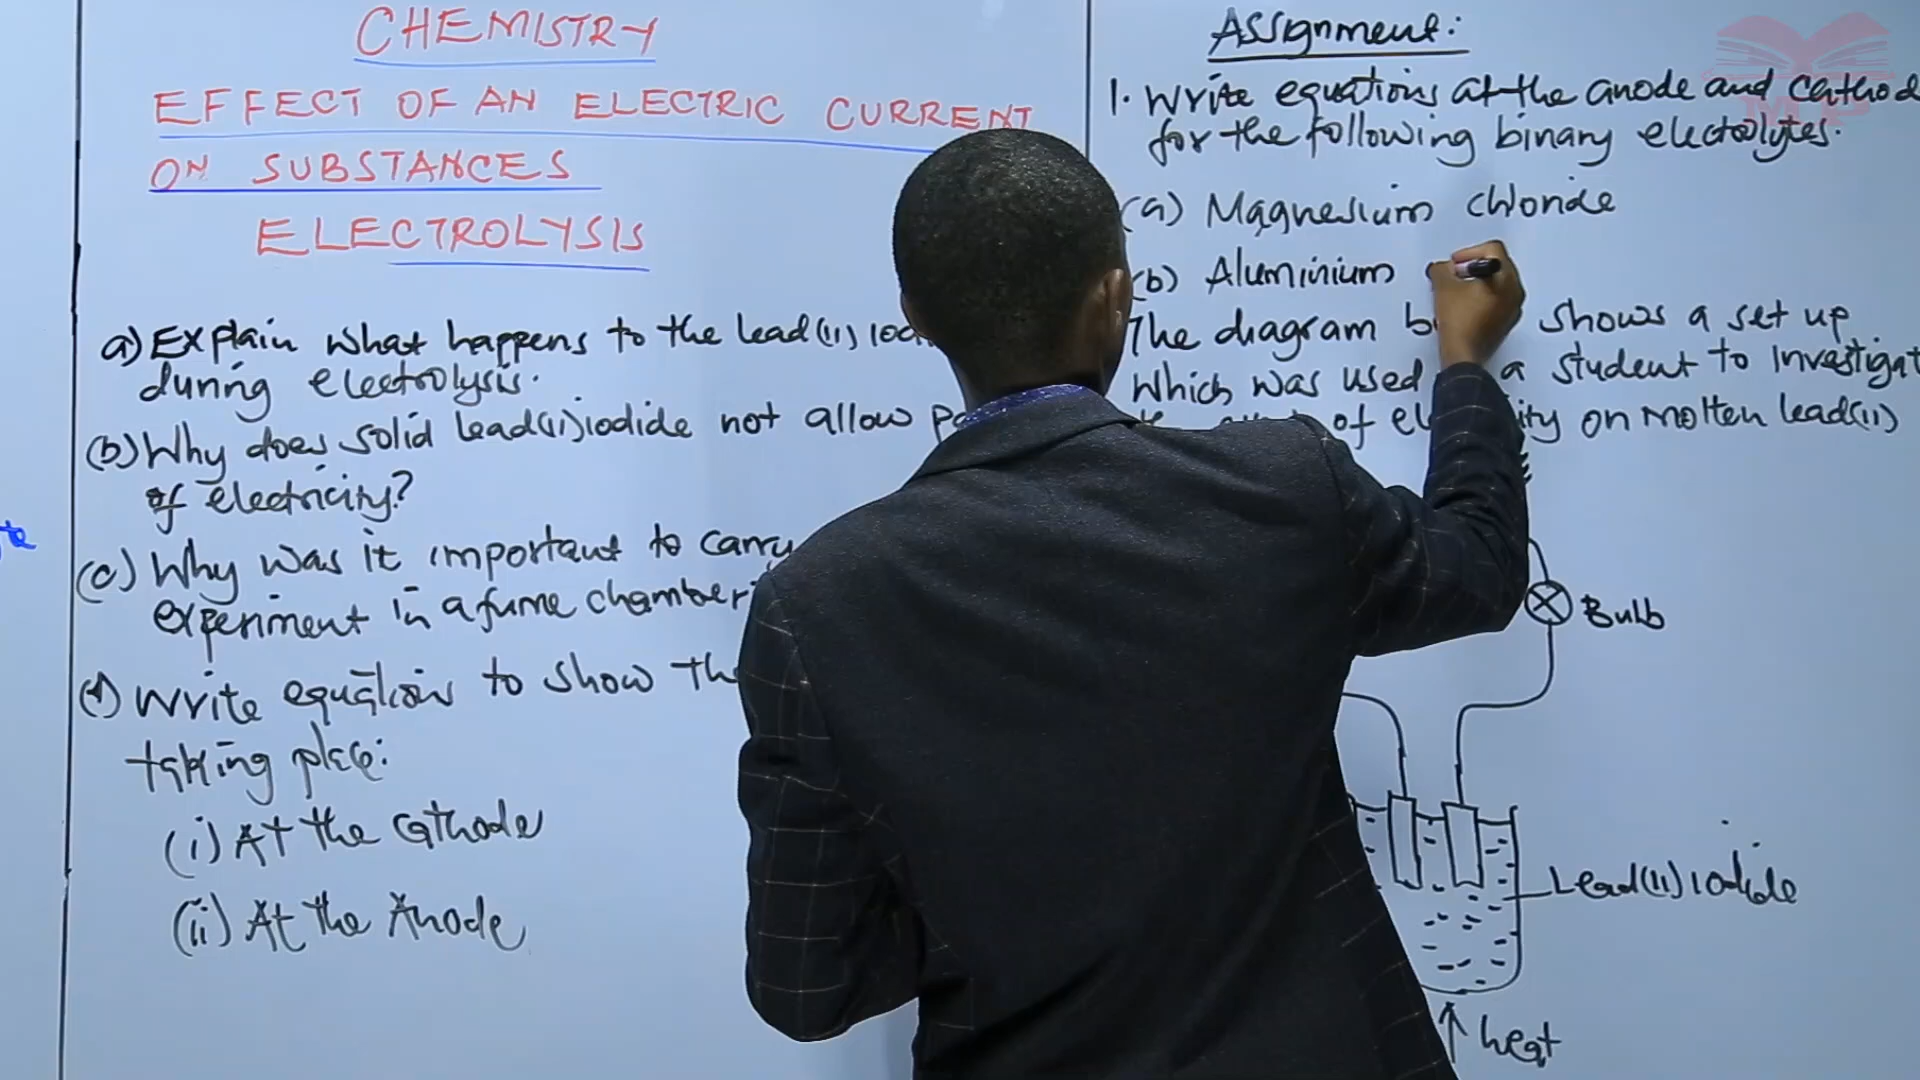 CHEMISTRY
EFFECT OF AN ELECTRIC CURRENT
ON SUBSTANCES
ELECTROLYSIS
a) Explain what happens to the lead(II)
during electrolysis.
(b) Why does solid lead(II) iodide not allow
of electricity?
(c) Why was it important to carry
experiment in a fume chamber
(d) Write equations to show the
taking place:
(i) At the cathode
(ii) At the Anode
Assignment:
1. Write equations at the anode and
for the following binary electrolytes.
(a) Magnesium chloride
(b) Aluminium
The diagram shows a set up
Which was used a student to
of on molten lead(II)
Bulb
Lead(II) iodide
heat